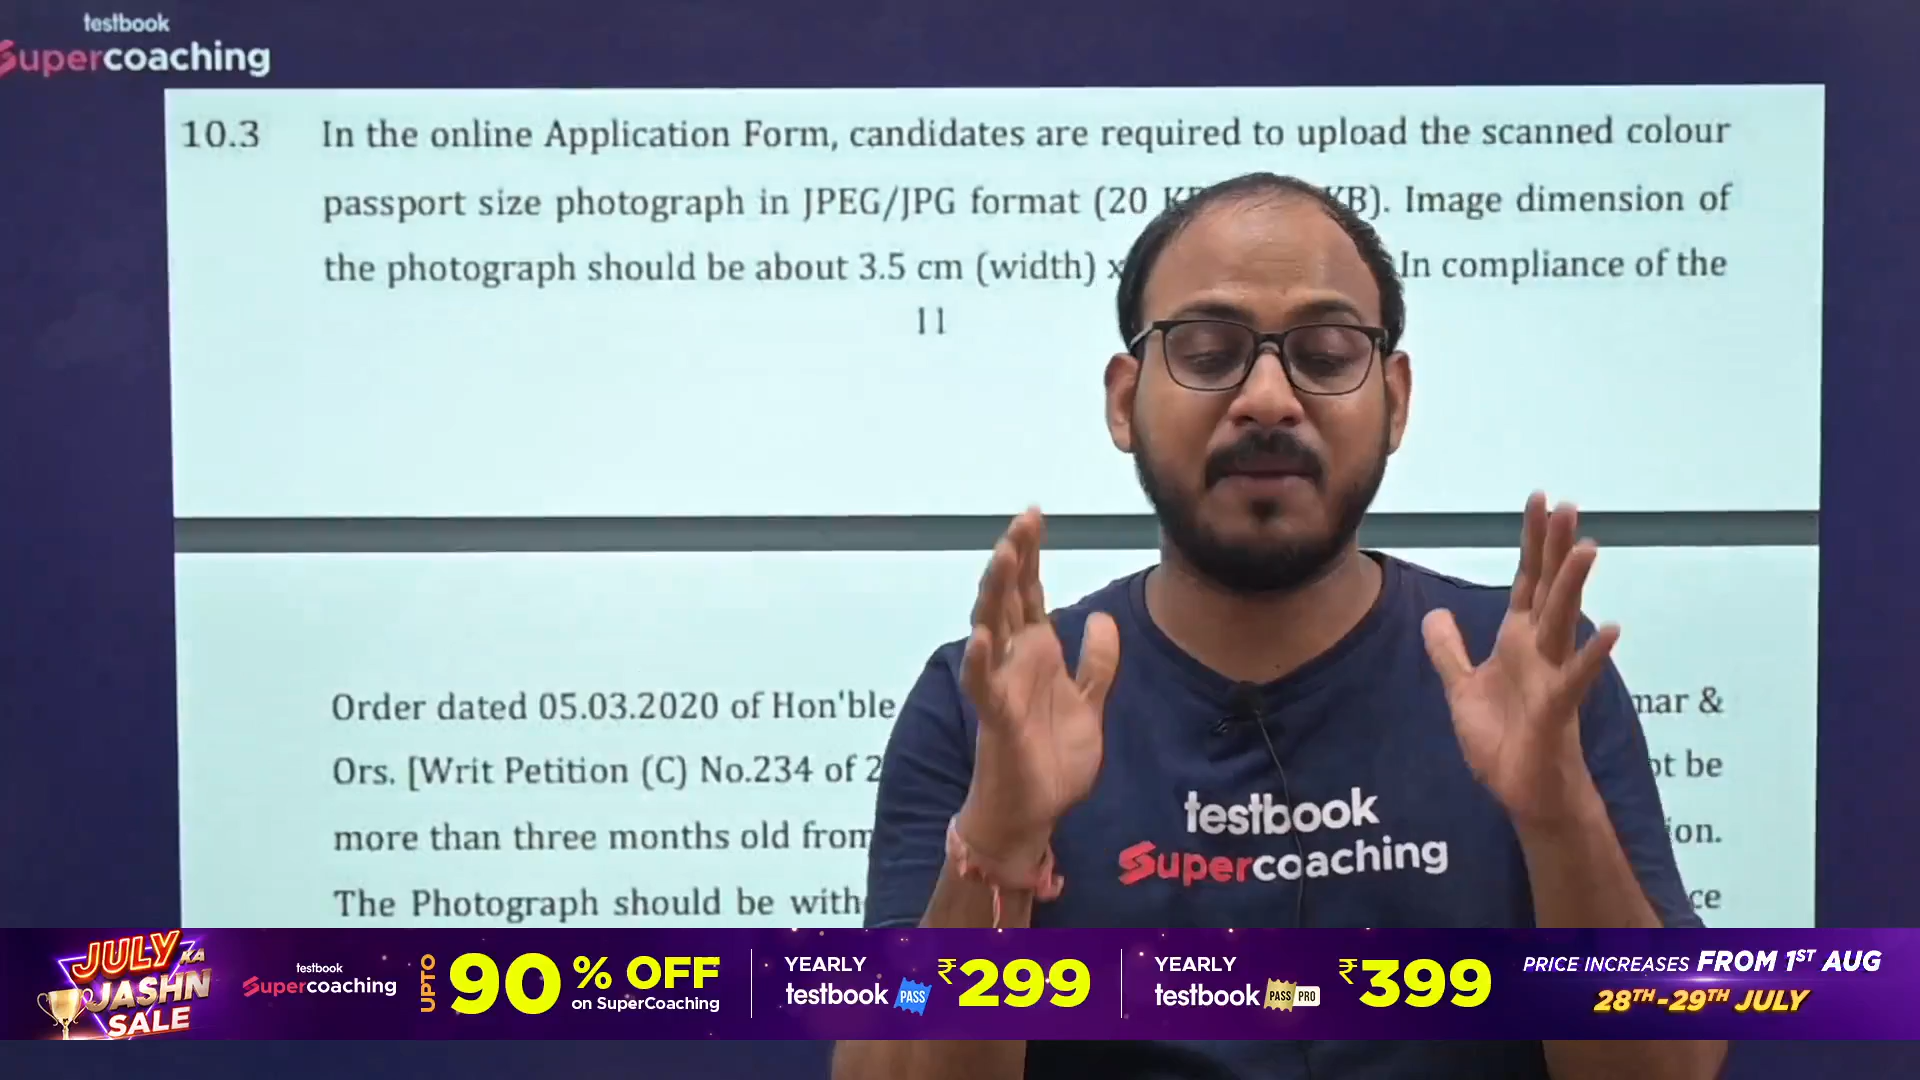 testbook
Supercoaching
10.3 In the online Application Form, candidates are required to upload the scanned colour
passport size photograph in JPEG/JPG format (20 KB). Image dimension of
the photograph should be about 3.5 cm (width) x In compliance of the
11
Order dated 05.03.2020 of Hon'ble & 
Ors. [Writ Petition (C) No.234 of be
more than three months old from
The Photograph should be
testbook
Supercoaching
JULY KA
JASHN
SALE
testbook
Supercoaching
UPTO
90% OFF
on SuperCoaching
YEARLY
testbook PASS
₹299
YEARLY
testbook PASS PRO
₹399
PRICE INCREASES FROM 1ST AUG
28TH-29TH JULY